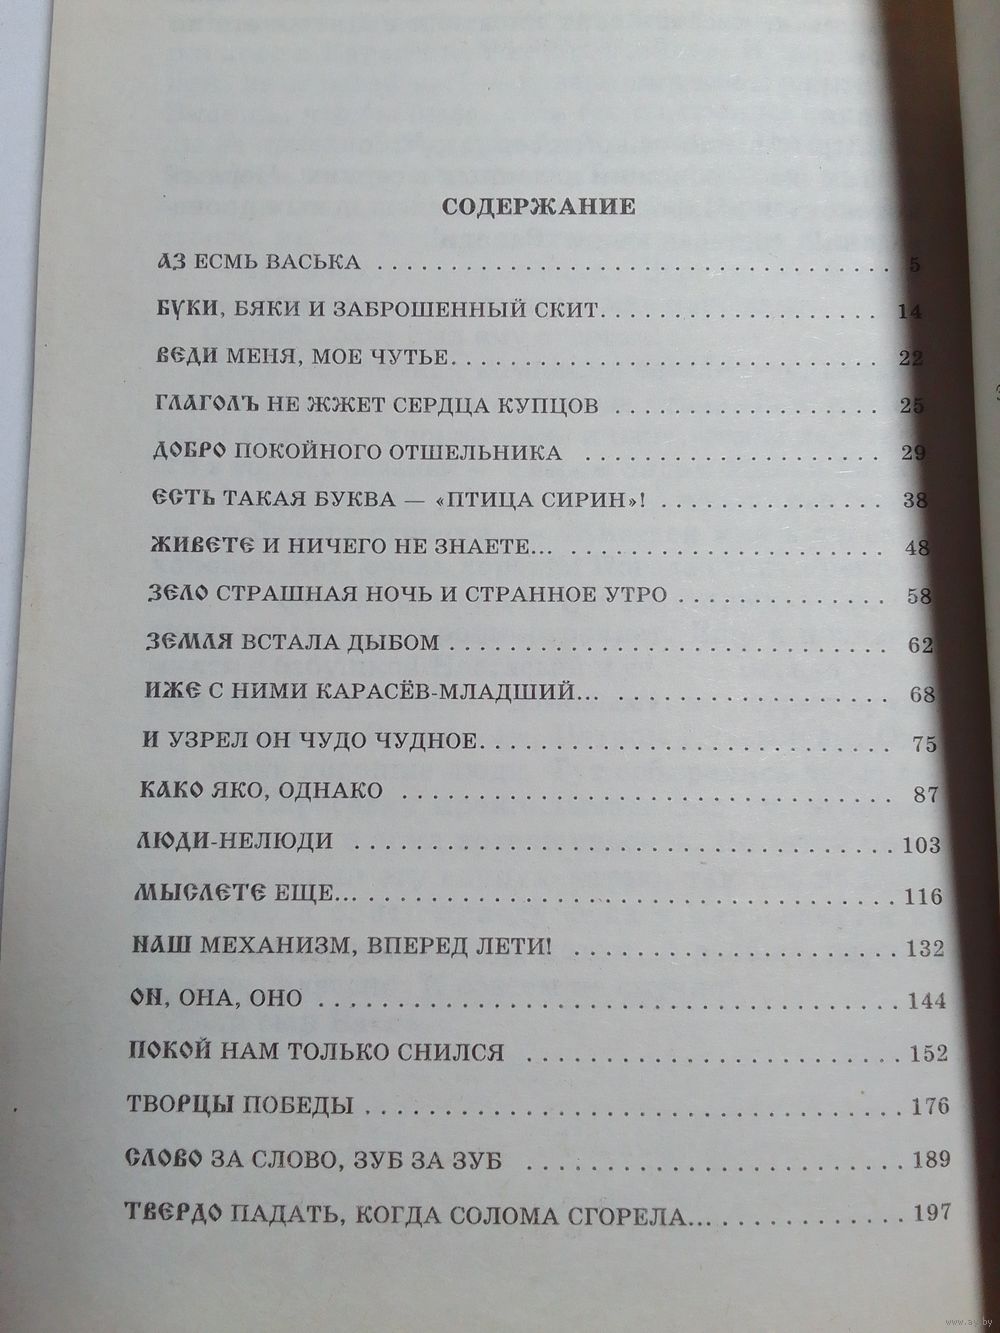 СОДЕРЖАНИЕ
АЗ ЕСМЬ ВАСЬКА . . . . . . . . . . . . . . . . . . . . . . . . . . . . 5
БУКИ, БЯКИ И ЗАБРОШЕННЫЙ СКИТ. . . . . . . . . . . . . . . 14
ВЕДИ МЕНЯ, МОЕ ЧУТЬЕ. . . . . . . . . . . . . . . . . . . . . . . 22
ГЛАГОЛЪ НЕ ЖЖЕТ СЕРДЦА КУПЦОВ . . . . . . . . . . . . . . 25
ДОБРО ПОКОЙНОГО ОТШЕЛЬНИКА . . . . . . . . . . . . . . . 29
ЕСТЬ ТАКАЯ БУКВА — «ПТИЦА СИРИН»! . . . . . . . . . . . . 38
ЖИВЕТЕ И НИЧЕГО НЕ ЗНАЕТЕ... . . . . . . . . . . . . . . . . . 48
ЗЕЛО СТРАШНАЯ НОЧЬ И СТРАННОЕ УТРО . . . . . . . . . . . 58
ЗЕМЛЯ ВСТАЛА ДЫБОМ . . . . . . . . . . . . . . . . . . . . . . . . 62
ИЖЕ С НИМИ КАРАСЁВ-МЛАДШИЙ... . . . . . . . . . . . . . . . 68
И УЗРЕЛ ОН ЧУДО ЧУДНОЕ. . . . . . . . . . . . . . . . . . . . . . 75
КАКО ЯКО, ОДНАКО . . . . . . . . . . . . . . . . . . . . . . . . . . 87
ЛЮДИ-НЕЛЮДИ . . . . . . . . . . . . . . . . . . . . . . . . . . . . 103
МЫСЛЕТЕ ЕЩЕ... . . . . . . . . . . . . . . . . . . . . . . . . . . . 116
НАШ МЕХАНИЗМ, ВПЕРЕД ЛЕТИ! . . . . . . . . . . . . . . . . . 132
ОН, ОНА, ОНО . . . . . . . . . . . . . . . . . . . . . . . . . . . . . 144
ПОКОЙ НАМ ТОЛЬКО СНИЛСЯ . . . . . . . . . . . . . . . . . . . 152
ТВОРЦЫ ПОБЕДЫ . . . . . . . . . . . . . . . . . . . . . . . . . . . 176
СЛОВО ЗА СЛОВО, ЗУБ ЗА ЗУБ . . . . . . . . . . . . . . . . . . . 189
ТВЕРДО ПАДАТЬ, КОГДА СОЛОМА СГОРЕЛА... . . . . . . . . . . 197
www.ay.by